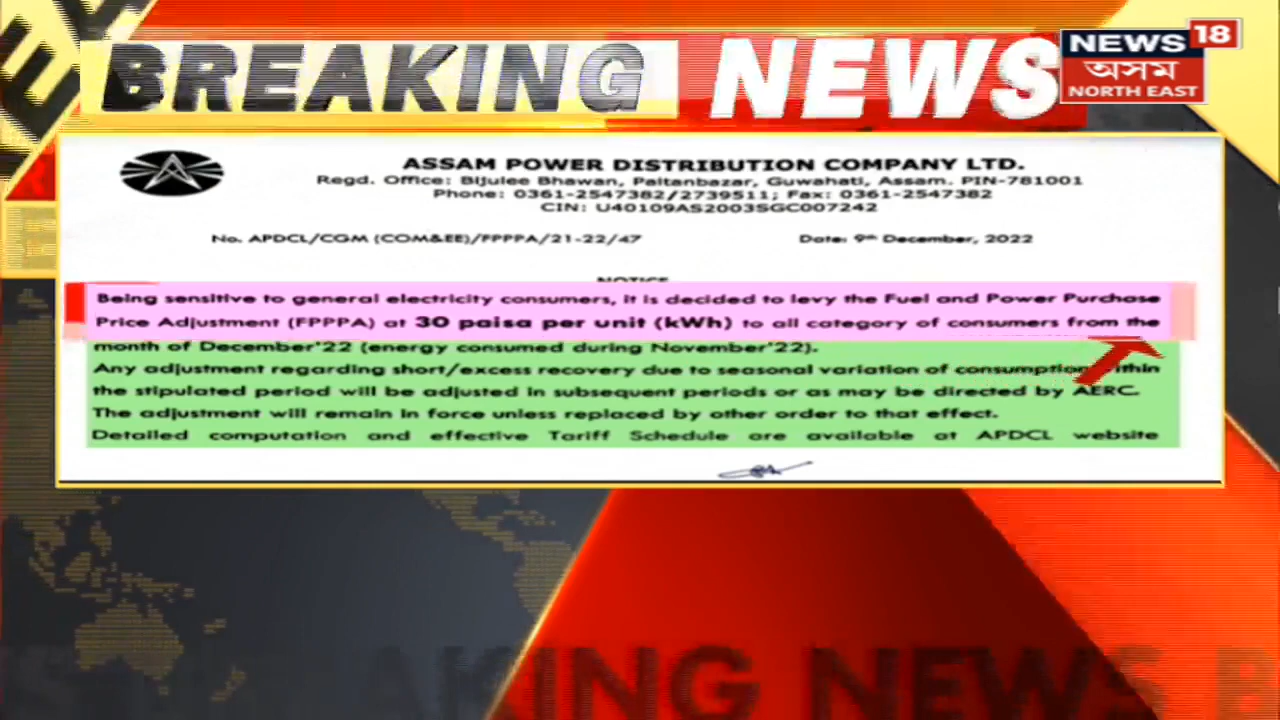 BREAKING NEWS
NEWS 18
অসম
NORTH EAST
ASSAM POWER DISTRIBUTION COMPANY LTD.
Regd. Office: Bijulee Bhawan, Paltanbazar, Guwahati, Assam. PIN-781001
Phone: 0361-2547382/2739511; Fax: 0361-2547382
CIN: U40109AS2003SGC007242
No. APDCL/CGM (COM&EE)/FPPPA/21-22/47 Date: 9th December, 2022
NOTICE
Being sensitive to general electricity consumers, it is decided to levy the Fuel and Power Purchase
Price Adjustment (FPPPA) at 30 paisa per unit (kWh) to all category of consumers from the
month of December'22 (energy consumed during November'22).
Any adjustment regarding short/excess recovery due to seasonal variation of consumption within
the stipulated period will be adjusted in subsequent periods or as may be directed by AERC.
The adjustment will remain in force unless replaced by other order to that effect.
Detailed computation and effective Tariff Schedule are available at APDCL website
AKING NEWS B